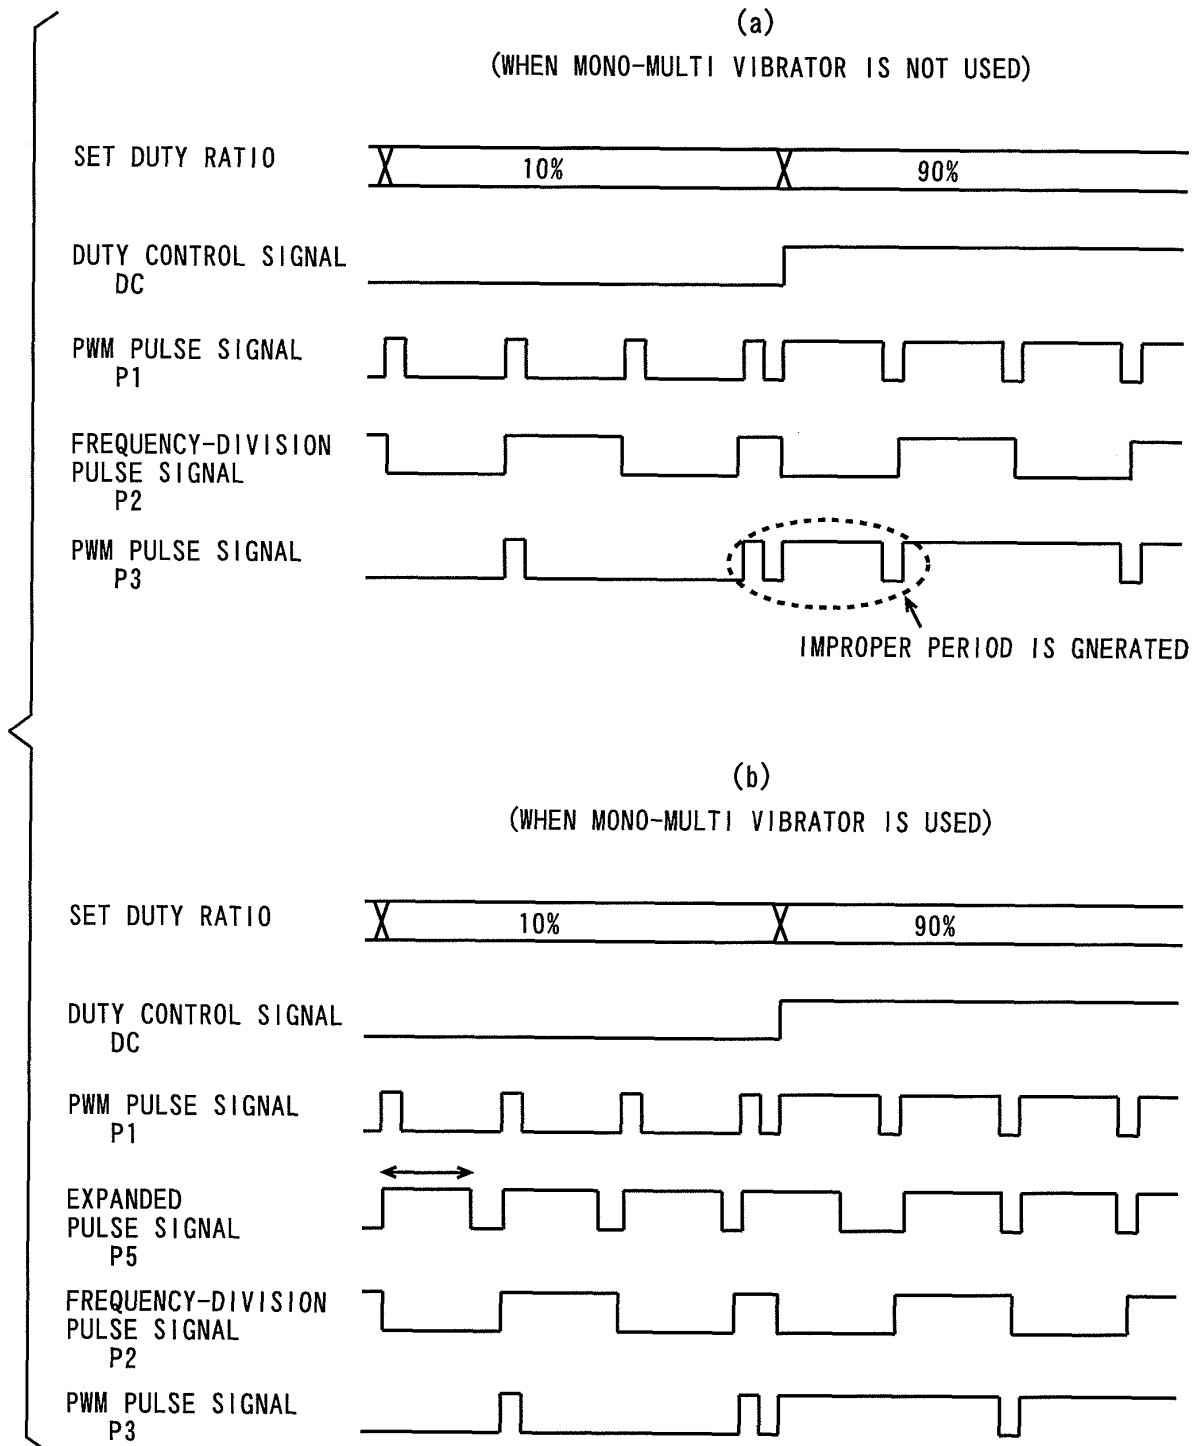 (a)
(WHEN MONO-MULTI VIBRATOR IS NOT USED)
SET DUTY RATIO
10%
90%
DUTY CONTROL SIGNAL
DC
PWM PULSE SIGNAL
P1
FREQUENCY-DIVISION
PULSE SIGNAL
P2
PWM PULSE SIGNAL
P3
IMPROPER PERIOD IS GNERATED
(b)
(WHEN MONO-MULTI VIBRATOR IS USED)
SET DUTY RATIO
10%
90%
DUTY CONTROL SIGNAL
DC
PWM PULSE SIGNAL
P1
EXPANDED
PULSE SIGNAL
P5
FREQUENCY-DIVISION
PULSE SIGNAL
P2
PWM PULSE SIGNAL
P3